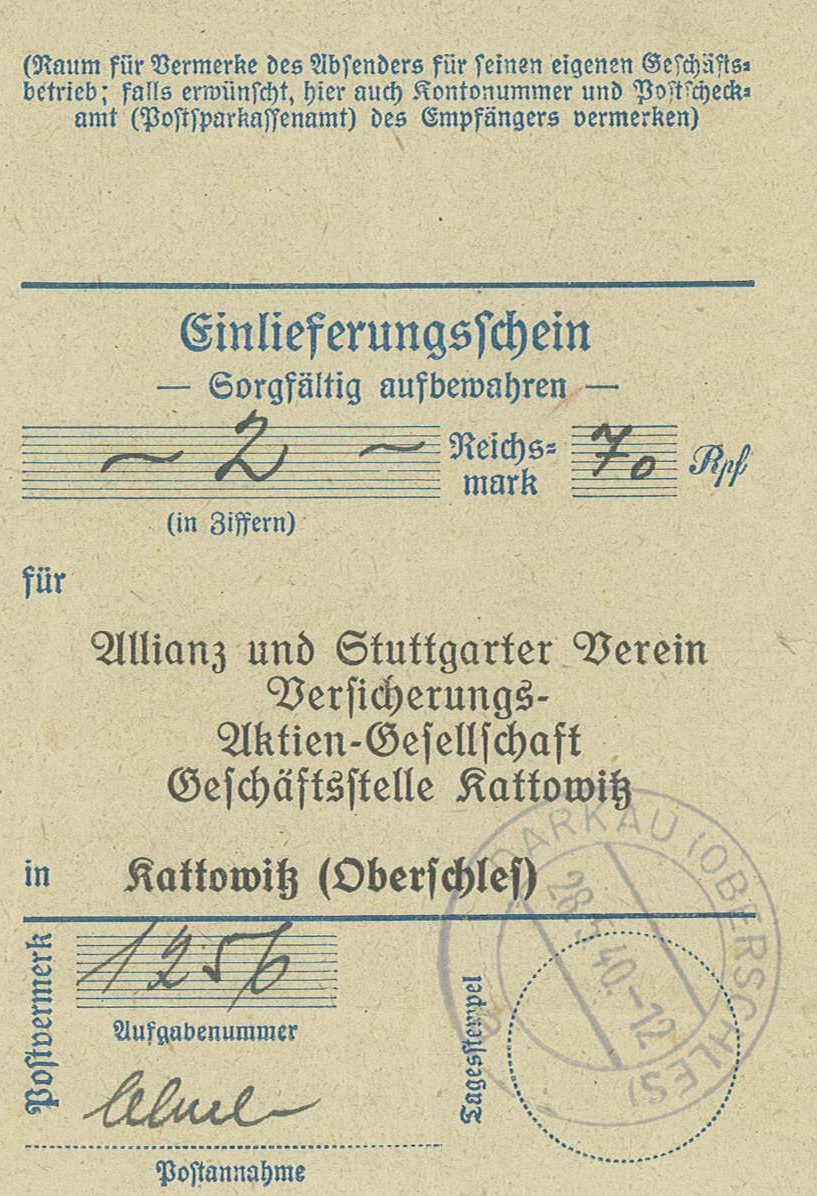 (Raum für Vermerke des Absenders für seinen eigenen Geschäfts-
betrieb; falls erwünscht, hier auch Kontonummer und Postscheck-
amt (Postsparkassenamt) des Empfängers vermerken)
Einlieferungsschein
— Sorgfältig aufbewahren —
~ 2 ~ Reichs-
mark 70 Rpf
(in Ziffern)
für
Allianz und Stuttgarter Verein
Versicherungs-
Aktien-Gesellschaft
Geschäftsstelle Kattowitz
in Kattowitz (Oberschles)
DARKAU (OBERSCHLES)
28.5.40.-12
Postvermerk
1256
Aufgabenummer
Tagesstempel
Postannahme